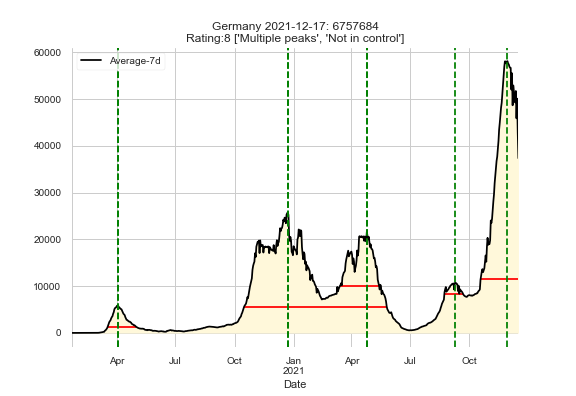 Germany 2021-12-17: 6757684
Rating:8 ['Multiple peaks', 'Not in control']
Average-7d
60000
50000
40000
30000
20000
10000
0
Apr Jul Oct Jan Apr Jul Oct
2021
Date